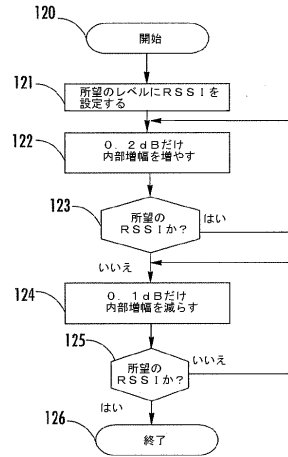 120
開始
121
所望のレベルにRSSIを
設定する
122
0.2dBだけ
内部増幅を増やす
123
所望の
RSSIか?
はい
いいえ
124
0.1dBだけ
内部増幅を減らす
125
所望の
RSSIか?
いいえ
はい
126
終了